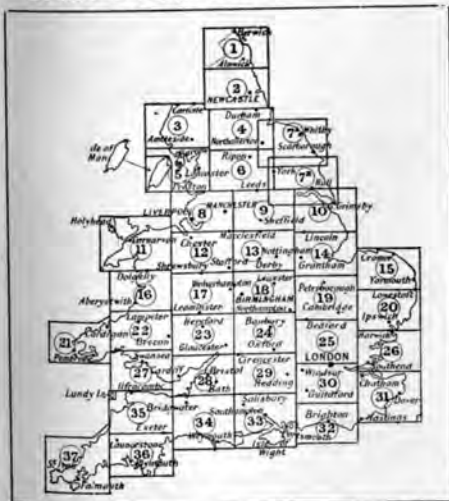 Berwick
1
Alnwick
2
NEWCASTLE
Carlisle
3
Ambleside
Durham
4
Northallerton
7A Whitby
Scarborough
Isle of
Man
5
Lancaster
Preston
Ripon
6
Leeds
York 7B Hull
LIVERPOOL
MANCHESTER
8
9
Sheffield
10
Grimsby
Holyhead
Carnarvon
11
Chester
12
Shrewsbury
Macclesfield
13
Stafford
Nottingham
Derby
Lincoln
14
Grantham
Cromer
15
Yarmouth
Dolgelly
16
Aberystwith
Wolverhampton
17
Leominster
Leicester
18
BIRMINGHAM
Northampton
Peterborough
19
Cambridge
Lowestoft
20
Ipswich
21
Cardigan
Lampeter
22
Brecon
Hereford
23
Gloucester
Banbury
24
Oxford
Bedford
25
LONDON
Harwich
26
Southend
Swansea
27
Cardiff
Lundy Is.
Ilfracombe
Bristol
28
Bath
Cirencester
29
Reading
Windsor
30
Guildford
Chatham
31
Dover
Hastings
35
Bridgwater
Exeter
34
Southampton
Weymouth
Salisbury
33
Wight
Brighton
32
37
Falmouth
Launceston
36
Plymouth